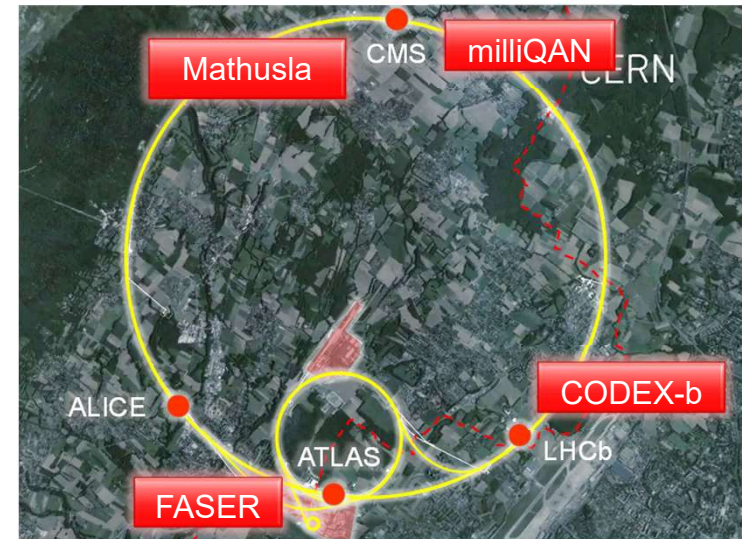 Mathusla
CMS
milliQAN
CERN
ALICE
CODEX-b
LHCb
ATLAS
FASER